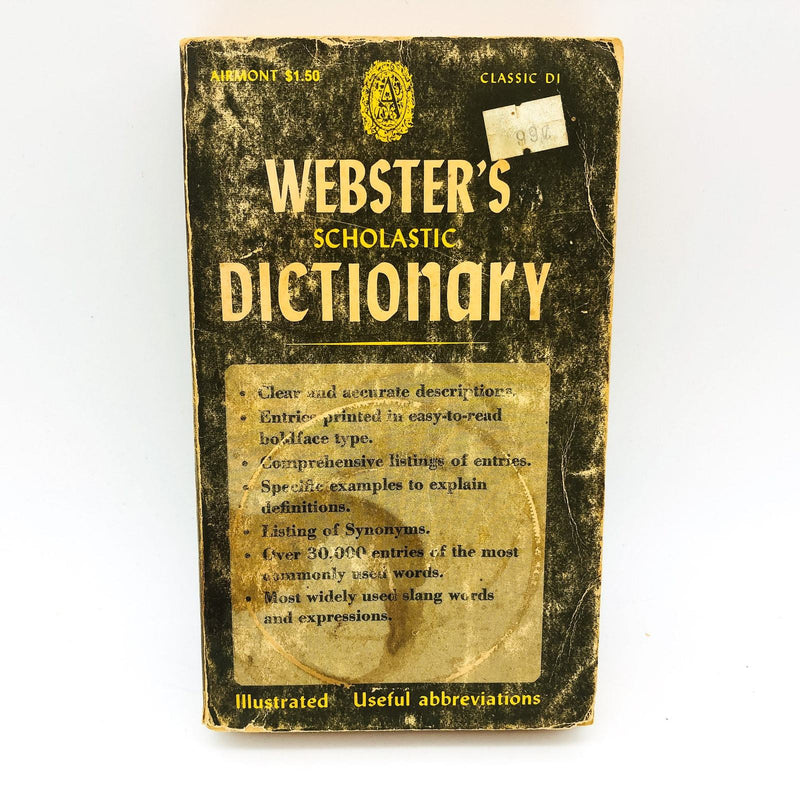 AIRMONT $1.50
CLASSIC D1
A
99¢
WEBSTER'S
SCHOLASTIC
DICTIONARY
• Clear and accurate descriptions.
• Entries printed in easy-to-read
boldface type.
• Comprehensive listings of entries.
• Specific examples to explain
definitions.
• Listing of Synonyms.
• Over 30,000 entries of the most
commonly used words.
• Most widely used slang words
and expressions.
Illustrated Useful abbreviations